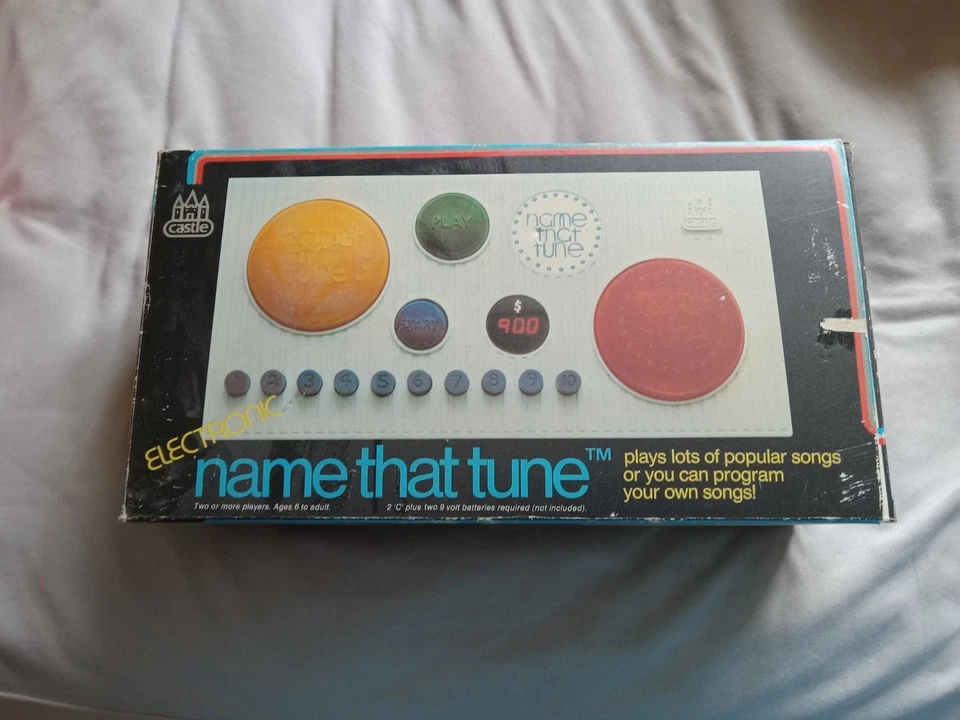 castle
PLAY
name
that
tune
castle
$
900
1 2 3 4 5 6 7 8 9 10
ELECTRONIC
name that tune™
plays lots of popular songs
or you can program
your own songs!
Two or more players. Ages 6 to adult.
2 'C' plus two 9 volt batteries required (not included).